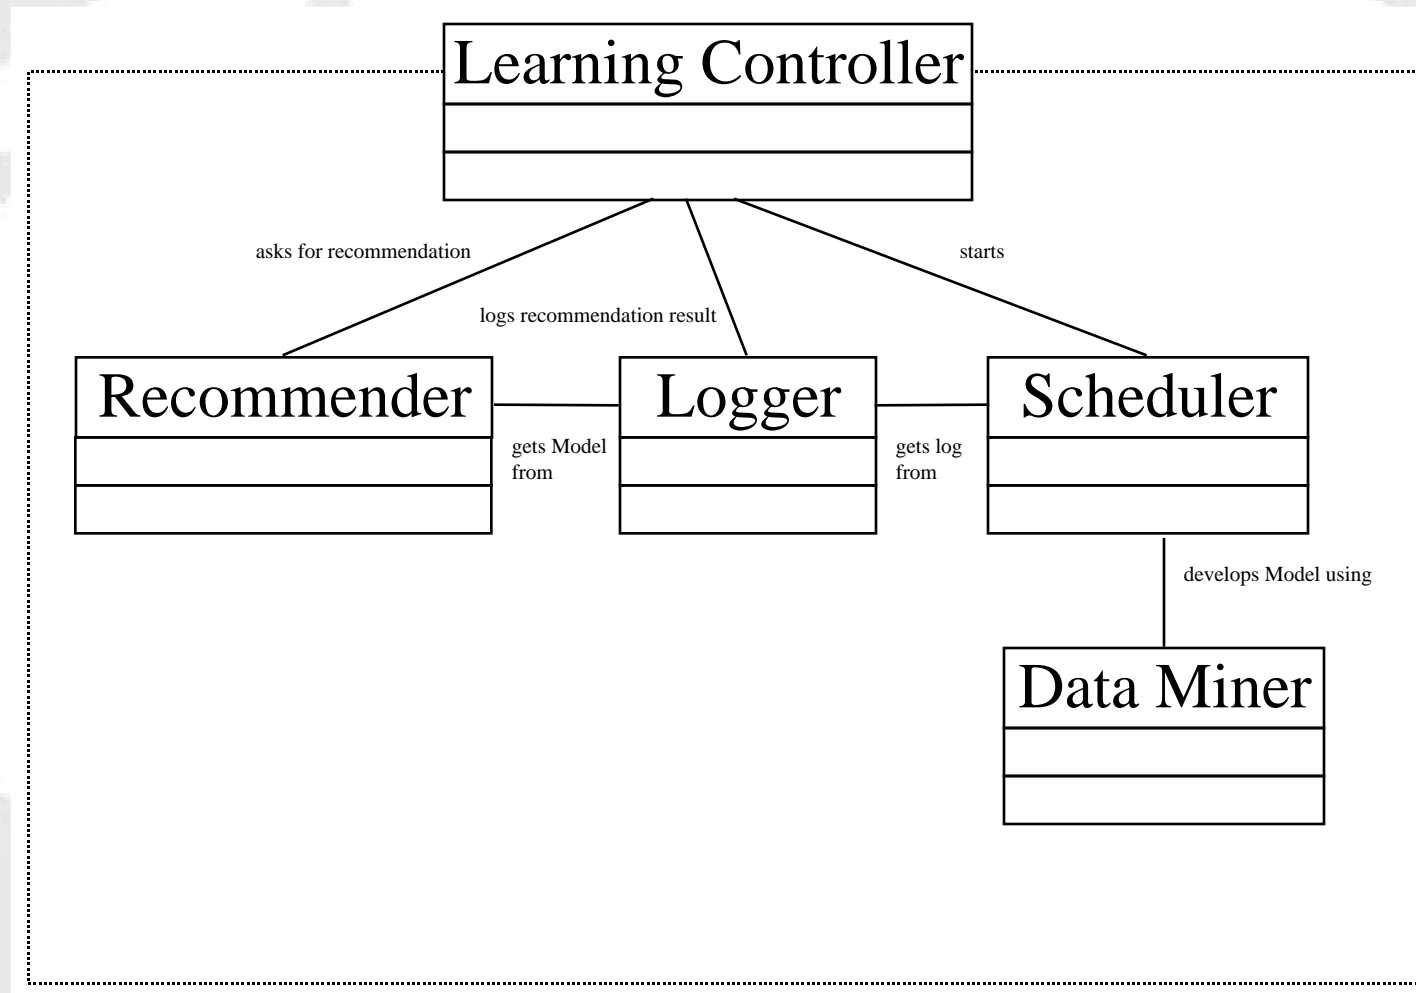 Learning Controller
asks for recommendation
starts
logs recommendation result
Recommender
Logger
Scheduler
gets Model
from
gets log
from
develops Model using
Data Miner